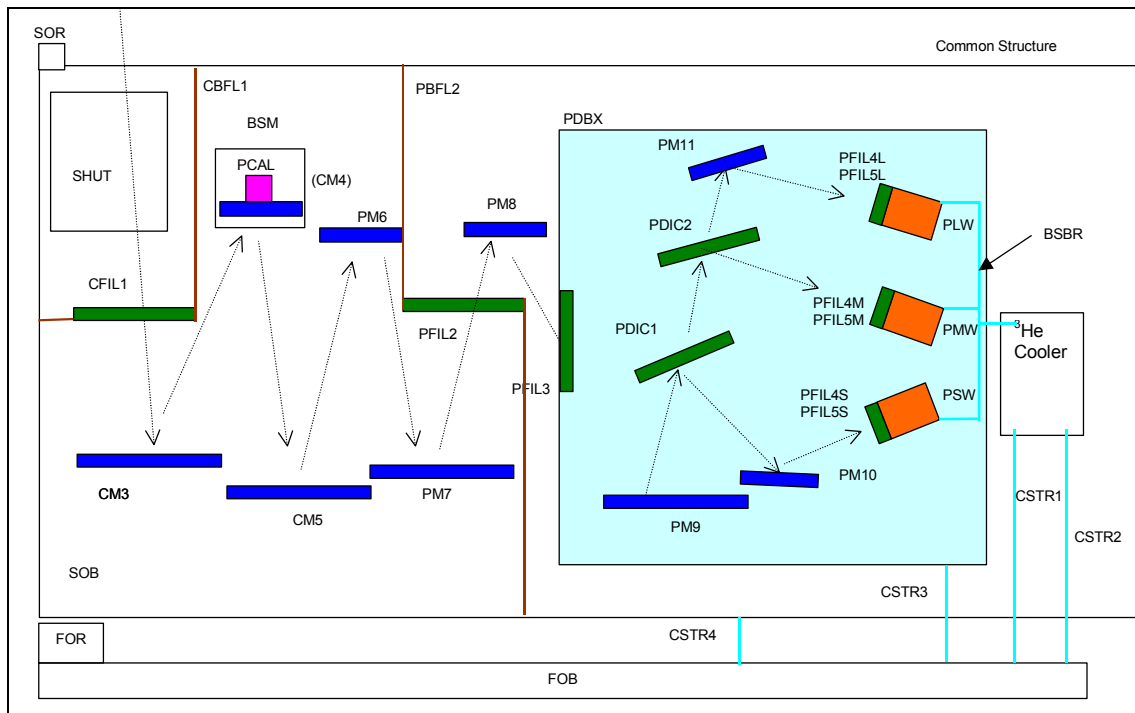 SOR
Common Structure
CBFL1
PBFL2
BSM
PDBX
PM11
PFIL4L
PFIL5L
SHUT
PCAL
(CM4)
PM6
PM8
PLW
BSBR
PDIC2
CFIL1
PFIL4M
PFIL5M
PFIL2
PDIC1
PMW
3He
Cooler
PFIL3
PFIL4S
PFIL5S
PSW
CM3
PM7
PM10
CSTR1
CM5
PM9
CSTR2
SOB
CSTR3
FOR
CSTR4
FOB